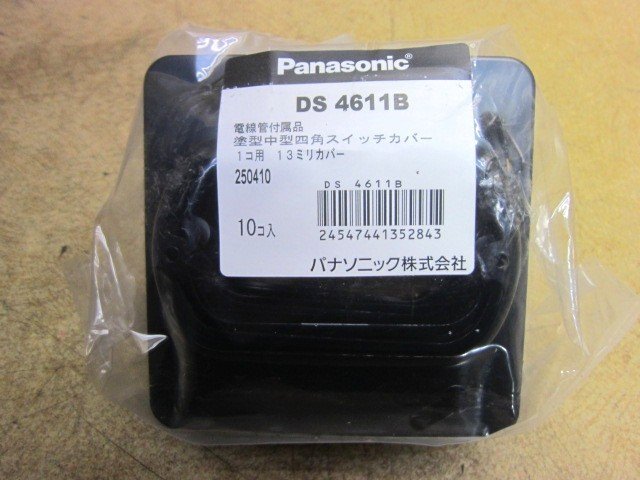 Panasonic
DS 4611B
電線管付属品
塗型中型四角スイッチカバー
1コ用 13ミリカバー
250410
DS 4611B
10コ入
24547441352843
パナソニック株式会社